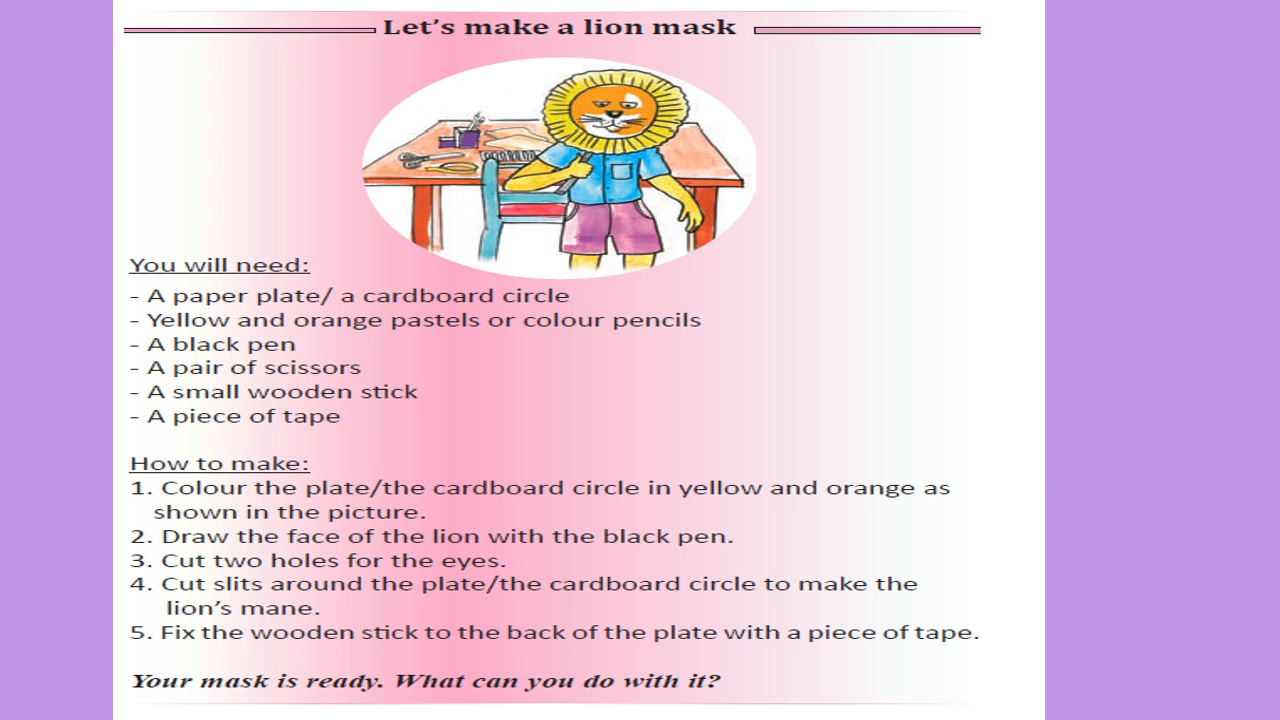 Let's make a lion mask
You will need:
- A paper plate/ a cardboard circle
- Yellow and orange pastels or colour pencils
- A black pen
- A pair of scissors
- A small wooden stick
- A piece of tape
How to make:
1. Colour the plate/the cardboard circle in yellow and orange as
shown in the picture.
2. Draw the face of the lion with the black pen.
3. Cut two holes for the eyes.
4. Cut slits around the plate/the cardboard circle to make the
lion's mane.
5. Fix the wooden stick to the back of the plate with a piece of tape.
Your mask is ready. What can you do with it?